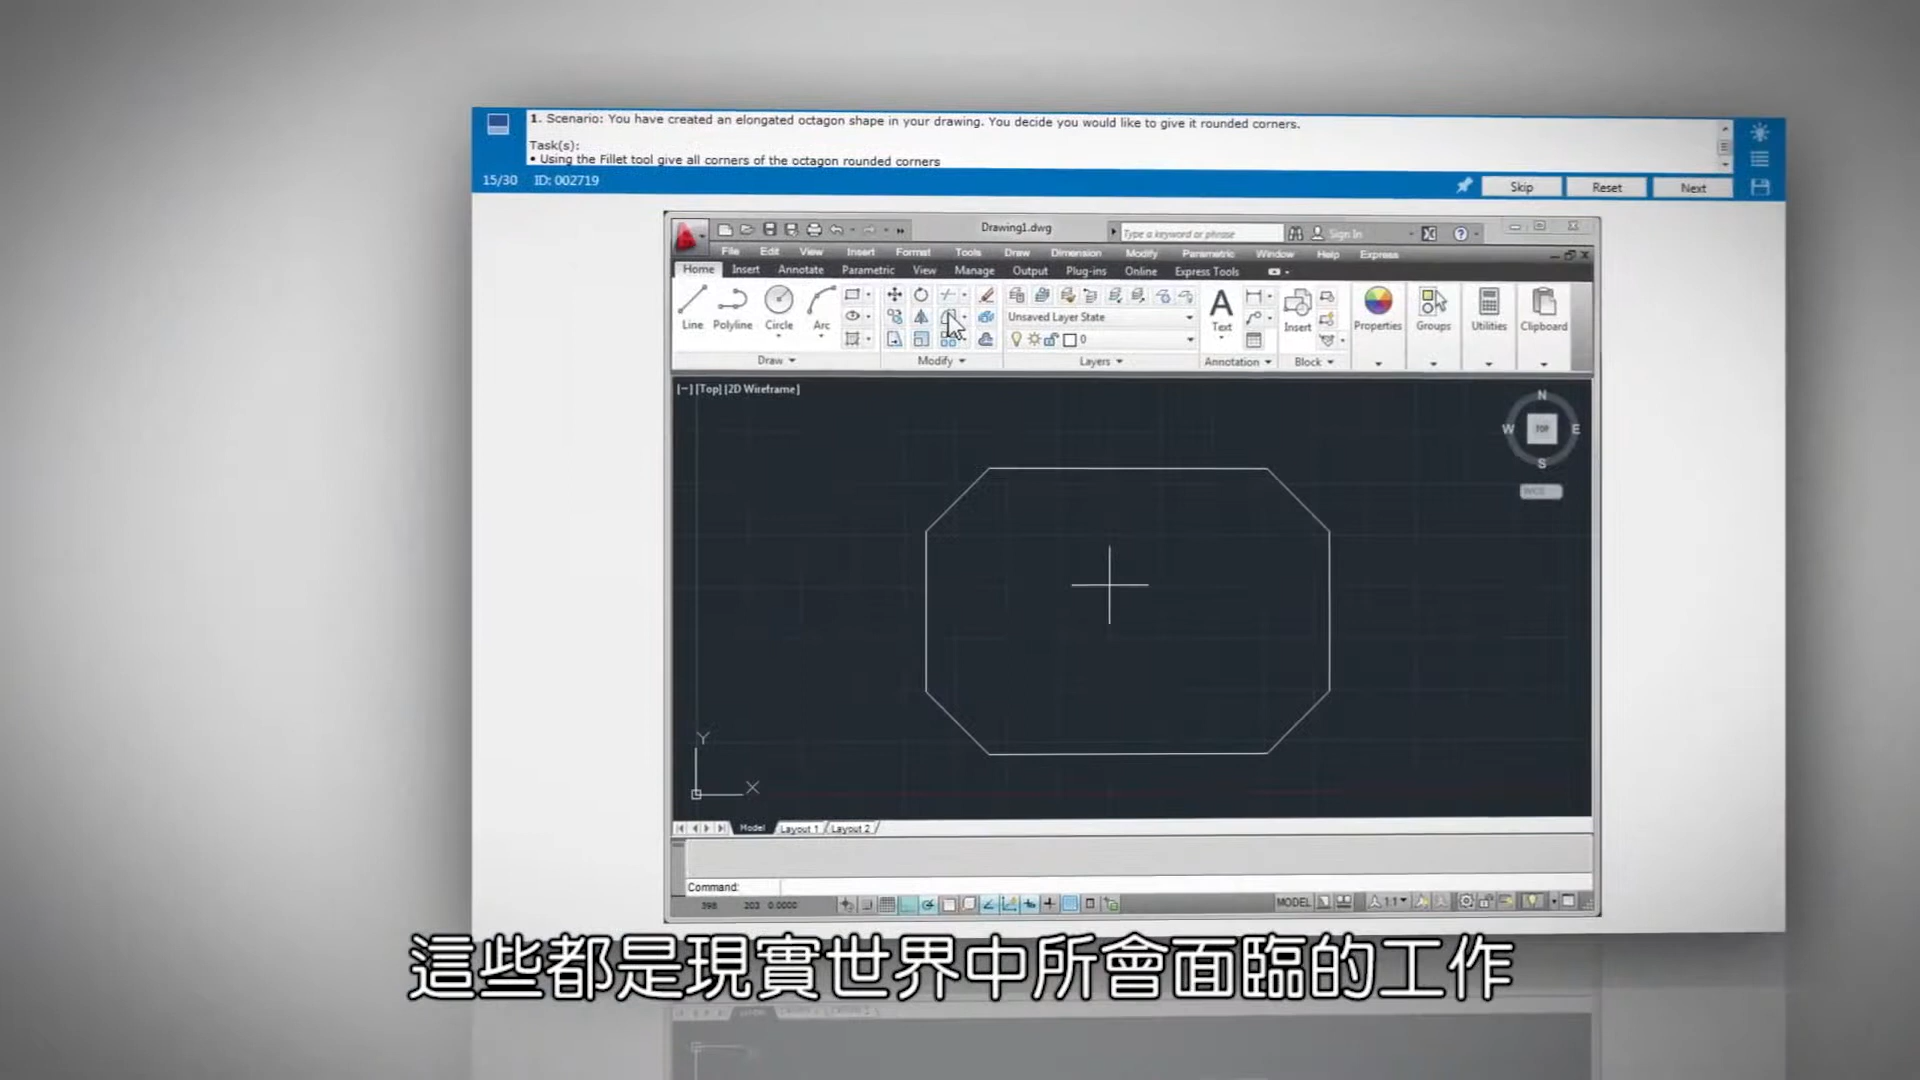 1. Scenario: You have created an elongated octagon shape in your drawing. You decide you would like to give it rounded corners.
Task(s):
• Using the Fillet tool give all corners of the octagon rounded corners
15/30 ID: 002719
Skip Reset Next
Drawing1.dwg
Type a keyword or phrase
Sign In
File Edit View Insert Format Tools Draw Dimension Modify Parametric Window Help Express
Home Insert Annotate Parametric View Manage Output Plug-ins Online Express Tools
Unsaved Layer State
Line Polyline Circle Arc
Text Insert Properties Groups Utilities Clipboard
0
Draw Modify Layers Annotation Block
[−] [Top] [2D Wireframe]
N
W TOP E
S
WCS
Y
X
Model Layout 1 Layout 2
Command:
398 203 0.0000
MODEL 1:1
這些都是現實世界中所會面臨的工作